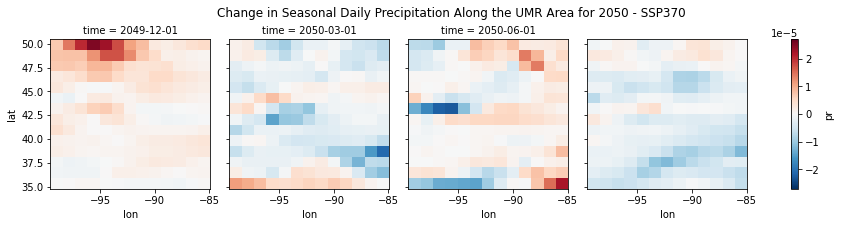 Change in Seasonal Daily Precipitation Along the UMR Area for 2050 - SSP370
time = 2049-12-01
time = 2050-03-01
time = 2050-06-01
1e−5
50.0
47.5
45.0
42.5
40.0
37.5
35.0
lat
2
1
0
−1
−2
pr
−95 −90 −85
−95 −90 −85
−95 −90 −85
−95 −90 −85
lon
lon
lon
lon